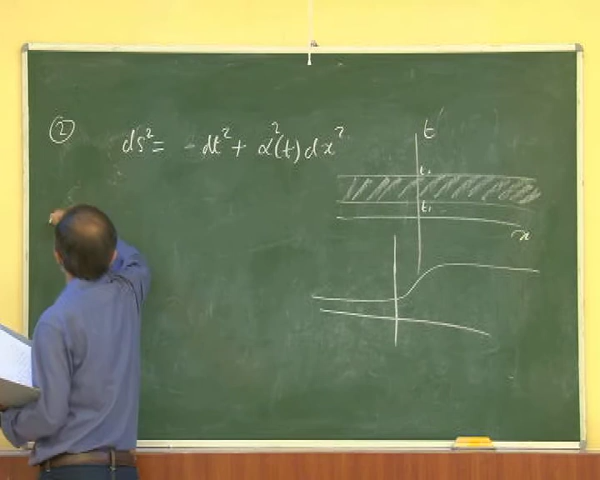 ② ds² = - dt² + α²(t) dx²
t
t₂
t₁
x